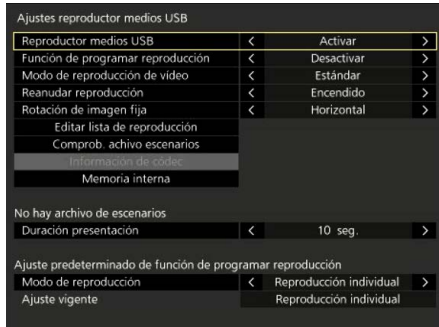 Ajustes reproductor medios USB
Reproductor medios USB < Activar >
Función de programar reproducción < Desactivar >
Modo de reproducción de vídeo < Estándar >
Reanudar reproducción < Encendido >
Rotación de imagen fija < Horizontal >
Editar lista de reproducción
Comprob. achivo escenarios
Información de códec
Memoria interna
No hay archivo de escenarios
Duración presentación < 10 seg. >
Ajuste predeterminado de función de programar reproducción
Modo de reproducción < Reproducción individual >
Ajuste vigente Reproducción individual